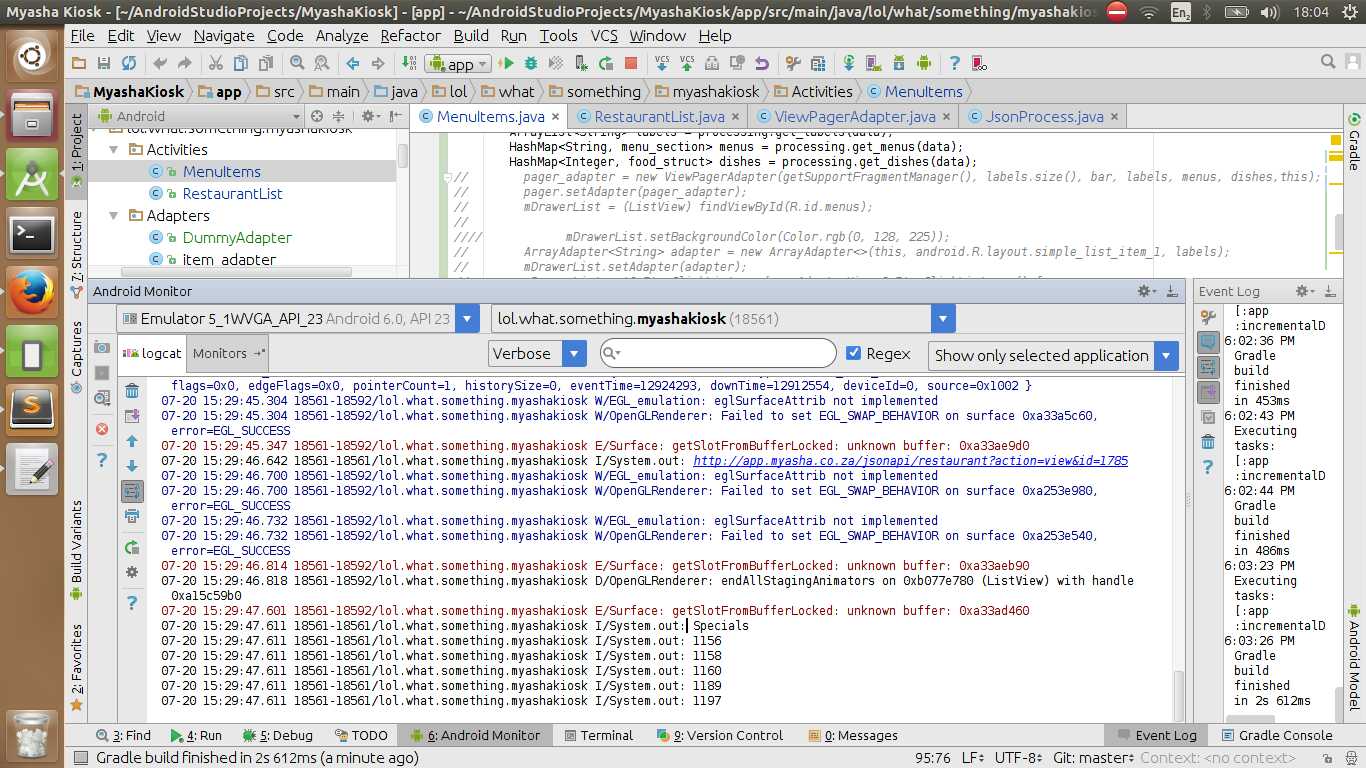 Myasha Kiosk - [~/AndroidStudioProjects/MyashaKiosk] - [app] - ~/AndroidStudioProjects/MyashaKiosk/app/src/main/java/lol/what/something/myashakios
En2 18:04
File Edit View Navigate Code Analyze Refactor Build Run Tools VCS Window Help
app
MyashaKiosk app src main java lol what something myashakiosk Activities MenuItems
1: Project
Android
MenuItems.java RestaurantList.java ViewPagerAdapter.java JsonProcess.java
Gradle
lol.what.something.myashakiosk
Activities
MenuItems
RestaurantList
Adapters
DummyAdapter
item_adapter
ArrayList<String> labels = processing.get_labels(data);
HashMap<String, menu_section> menus = processing.get_menus(data);
HashMap<Integer, food_struct> dishes = processing.get_dishes(data);
// pager_adapter = new ViewPagerAdapter(getSupportFragmentManager(), labels.size(), bar, labels, menus, dishes,this);
// pager.setAdapter(pager_adapter);
// mDrawerList = (ListView) findViewById(R.id.menus);
//
//// mDrawerList.setBackgroundColor(Color.rgb(0, 128, 225));
// ArrayAdapter<String> adapter = new ArrayAdapter<>(this, android.R.layout.simple_list_item_1, labels);
// mDrawerList.setAdapter(adapter);
Z: Structure
Captures
Build Variants
2: Favorites
Android Monitor
Emulator 5_1WVGA_API_23 Android 6.0, API 23
lol.what.something.myashakiosk (18561)
logcat Monitors
Verbose
Regex
Show only selected application
flags=0x0, edgeFlags=0x0, pointerCount=1, historySize=0, eventTime=12924293, downTime=12912554, deviceId=0, source=0x1002 }
07-20 15:29:45.304 18561-18592/lol.what.something.myashakiosk W/EGL_emulation: eglSurfaceAttrib not implemented
07-20 15:29:45.304 18561-18592/lol.what.something.myashakiosk W/OpenGLRenderer: Failed to set EGL_SWAP_BEHAVIOR on surface 0xa33a5c60,
error=EGL_SUCCESS
07-20 15:29:45.347 18561-18592/lol.what.something.myashakiosk E/Surface: getSlotFromBufferLocked: unknown buffer: 0xa33ae9d0
07-20 15:29:46.642 18561-18561/lol.what.something.myashakiosk I/System.out: http://app.myasha.co.za/jsonapi/restaurant?action=view&id=1785
07-20 15:29:46.700 18561-18592/lol.what.something.myashakiosk W/EGL_emulation: eglSurfaceAttrib not implemented
07-20 15:29:46.700 18561-18592/lol.what.something.myashakiosk W/OpenGLRenderer: Failed to set EGL_SWAP_BEHAVIOR on surface 0xa253e980,
error=EGL_SUCCESS
07-20 15:29:46.732 18561-18592/lol.what.something.myashakiosk W/EGL_emulation: eglSurfaceAttrib not implemented
07-20 15:29:46.732 18561-18592/lol.what.something.myashakiosk W/OpenGLRenderer: Failed to set EGL_SWAP_BEHAVIOR on surface 0xa253e540,
error=EGL_SUCCESS
07-20 15:29:46.814 18561-18592/lol.what.something.myashakiosk E/Surface: getSlotFromBufferLocked: unknown buffer: 0xa33aeb90
07-20 15:29:46.818 18561-18592/lol.what.something.myashakiosk D/OpenGLRenderer: endAllStagingAnimators on 0xb077e780 (ListView) with handle
0xa15c59b0
07-20 15:29:47.601 18561-18592/lol.what.something.myashakiosk E/Surface: getSlotFromBufferLocked: unknown buffer: 0xa33ad460
07-20 15:29:47.611 18561-18561/lol.what.something.myashakiosk I/System.out: Specials
07-20 15:29:47.611 18561-18561/lol.what.something.myashakiosk I/System.out: 1156
07-20 15:29:47.611 18561-18561/lol.what.something.myashakiosk I/System.out: 1158
07-20 15:29:47.611 18561-18561/lol.what.something.myashakiosk I/System.out: 1160
07-20 15:29:47.611 18561-18561/lol.what.something.myashakiosk I/System.out: 1189
07-20 15:29:47.611 18561-18561/lol.what.something.myashakiosk I/System.out: 1197
Event Log
[:app
:incrementalD
6:02:36 PM
Gradle
build
finished
in 453ms
6:02:43 PM
Executing
tasks:
[:app
:incrementalD
6:02:44 PM
Gradle
build
finished
in 486ms
6:03:23 PM
Executing
tasks:
[:app
:incrementalD
6:03:26 PM
Gradle
build
finished
in 2s 612ms
Android Model
3: Find 4: Run 5: Debug TODO 6: Android Monitor Terminal 9: Version Control 0: Messages Event Log Gradle Console
Gradle build finished in 2s 612ms (a minute ago) 95:76 LF UTF-8 Git: master Context: <no context>